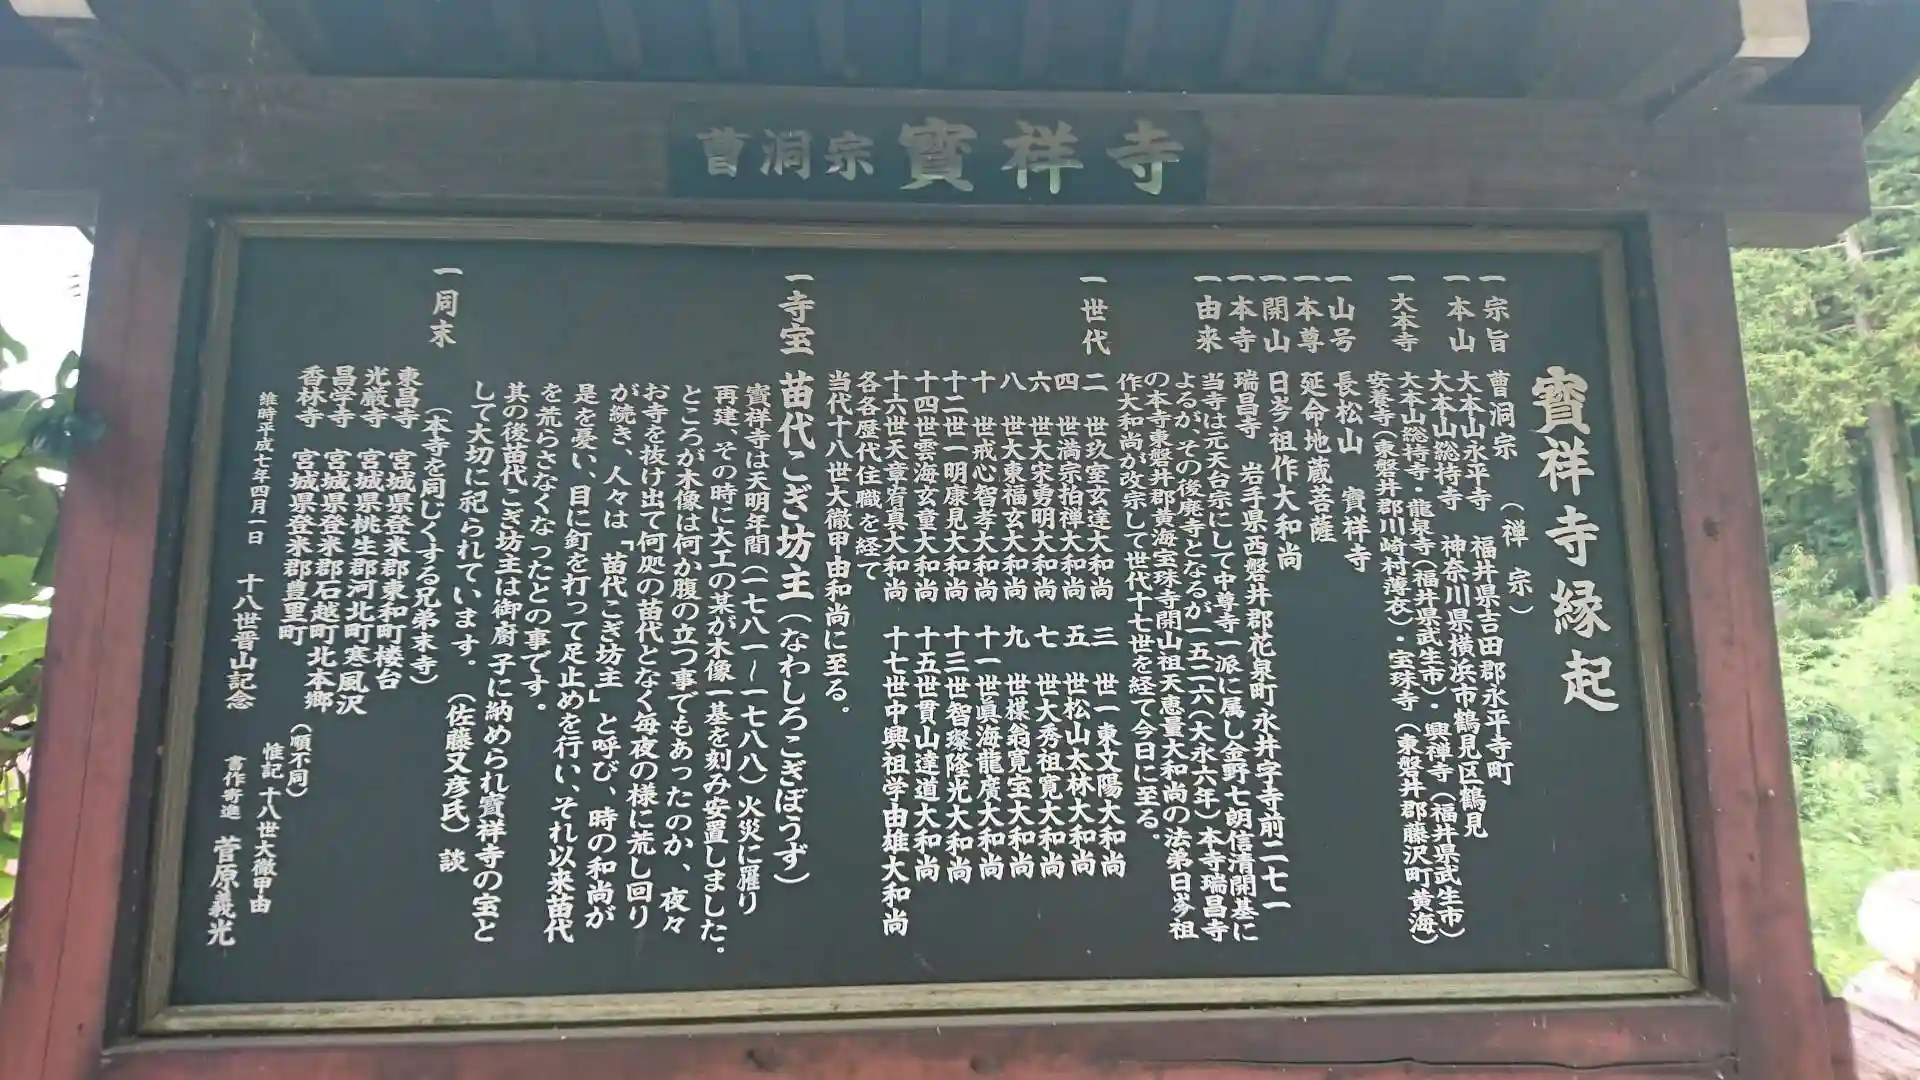 曹洞宗 寳祥寺
寳祥寺縁起
一宗旨 曹洞宗 (禅宗)
一本山 大本山永平寺 福井県吉田郡永平寺町
大本山総持寺 神奈川県横浜市鶴見区鶴見
一大本寺 大本山総持寺・龍泉寺(福井県武生市)・興禅寺(福井県武生市)
安養寺(東磐井郡川崎村薄衣)・宝珠寺(東磐井郡藤沢町黄海)
一山号 長松山 寳祥寺
一本尊 延命地蔵菩薩
一開山 日岑祖作大和尚
一本寺 瑞昌寺 岩手県西磐井郡花泉町永井字寺前二七一
一由来 当寺は元天台宗にして中尊寺一派に属し金野七朗信清開基に
よるが、その後廃寺となるが一五二六(大永六年)本寺瑞昌寺
の本寺東磐井郡黄海宝珠寺開山祖天恵量大和尚の法弟日岑祖
作大和尚が改宗して世代十七世を経て今日に至る。
一世代 二世玖室玄達大和尚 三世一東文陽大和尚
四世満宗拍禅大和尚 五世松山太林大和尚
六世大宋勇明大和尚 七世大秀祖寛大和尚
八世大東福玄大和尚 九世楳翁寛宝大和尚
十世戒心智孝大和尚 十一世眞海龍廣大和尚
十二世一明康見大和尚 十三世智璨隆光大和尚
十四世雲海玄童大和尚 十五世貫山達道大和尚
十六世天章宥真大和尚 十七世中興祖学由雄大和尚
各各歴代住職を経て
当代十八世大徹甲由和尚に至る。
一寺宝 苗代こぎ坊主(なわしろこぎぼうず)
寳祥寺は天明年間(一七八一~一七八八)火災に羅り
再建、その時に大工の某が木像一基を刻み安置しました。
ところが木像は何か腹の立つ事でもあったのか、夜々
お寺を抜け出て何処の苗代となく毎夜の様に荒し回り
が続き、人々は「苗代こぎ坊主」と呼び、時の和尚が
是を憂い、目に釘を打って足止めを行い、それ以来苗代
を荒らさなくなったとの事です。
其の後苗代こぎ坊主は御厨子に納められ寳祥寺の宝と
して大切に祀られています。(佐藤又彦氏)談
一同末 (本寺を同じくする兄弟末寺)
東昌寺 宮城県登米郡東和町楼台
光巌寺 宮城県桃生郡河北町寒風沢
昌学寺 宮城県登米郡石越町北本郷
香林寺 宮城県登米郡豊里町
(順不同)
惟記 十八世大徹甲由
維時平成七年四月一日 十八世晋山記念
書作寄進 菅原義光